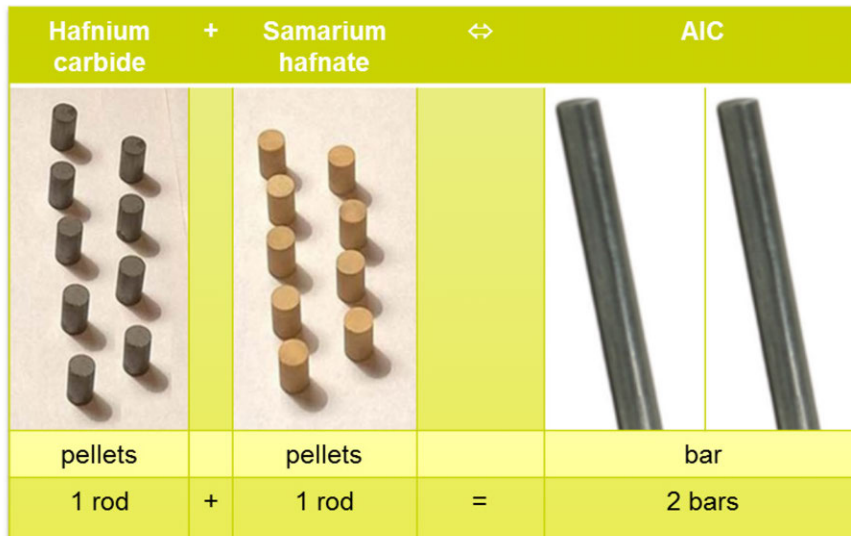 Hafnium carbide + Samarium hafnate ⇔ AIC
pellets pellets bar
1 rod + 1 rod = 2 bars